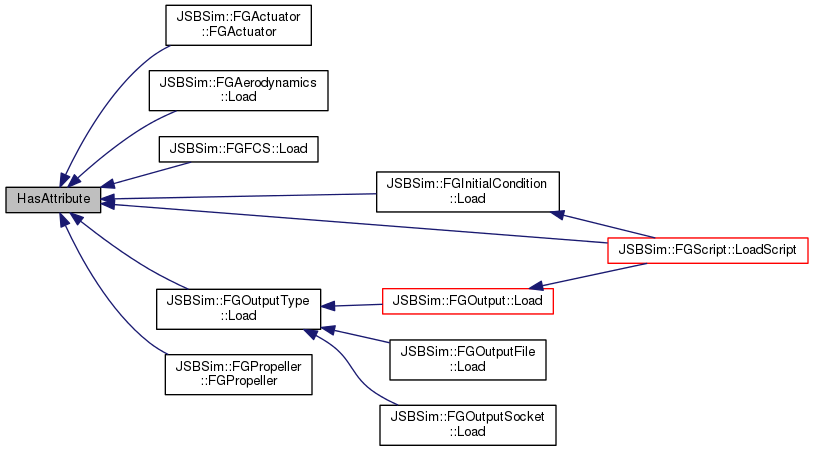 JSBSim::FGActuator
::FGActuator
JSBSim::FGAerodynamics
::Load
JSBSim::FGFCS::Load
HasAttribute
JSBSim::FGInitialCondition
::Load
JSBSim::FGScript::LoadScript
JSBSim::FGOutputType
::Load
JSBSim::FGOutput::Load
JSBSim::FGOutputFile
::Load
JSBSim::FGPropeller
::FGPropeller
JSBSim::FGOutputSocket
::Load